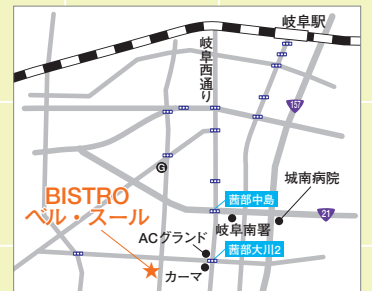 岐阜駅
岐阜西通り
157
G
茜部中島
城南病院
BISTRO
ベル・スール
岐阜南署
21
ACグランド
茜部大川2
カーマ